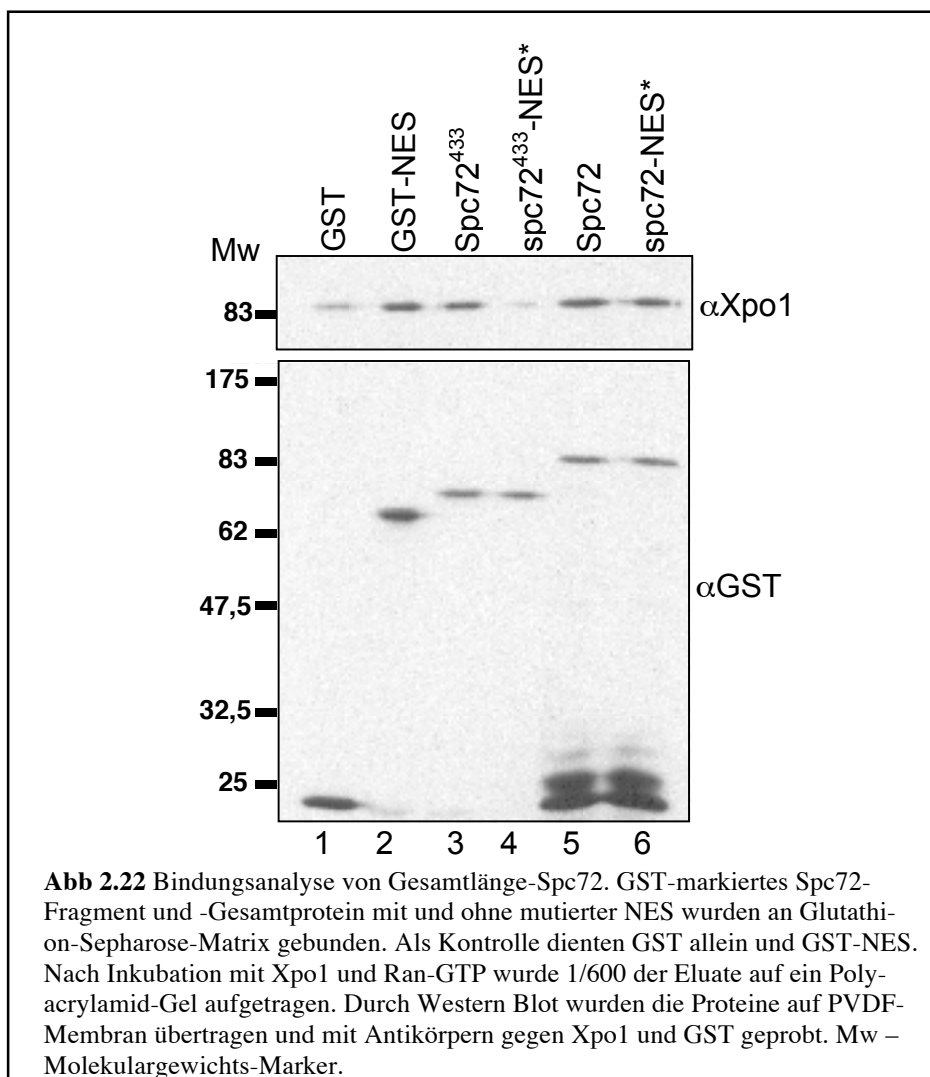 GST
GST-NES
Spc72⁴³³
spc72⁴³³-NES*
Spc72
spc72-NES*
Mw
83
αXpo1
175
83
62
47,5
32,5
25
αGST
1 2 3 4 5 6
Abb 2.22 Bindungsanalyse von Gesamtlänge-Spc72. GST-markiertes Spc72-
Fragment und -Gesamtprotein mit und ohne mutierter NES wurden an Glutathi-
on-Sepharose-Matrix gebunden. Als Kontrolle dienten GST allein und GST-NES.
Nach Inkubation mit Xpo1 und Ran-GTP wurde 1/600 der Eluate auf ein Poly-
acrylamid-Gel aufgetragen. Durch Western Blot wurden die Proteine auf PVDF-
Membran übertragen und mit Antikörpern gegen Xpo1 und GST geprobt. Mw –
Molekulargewichts-Marker.